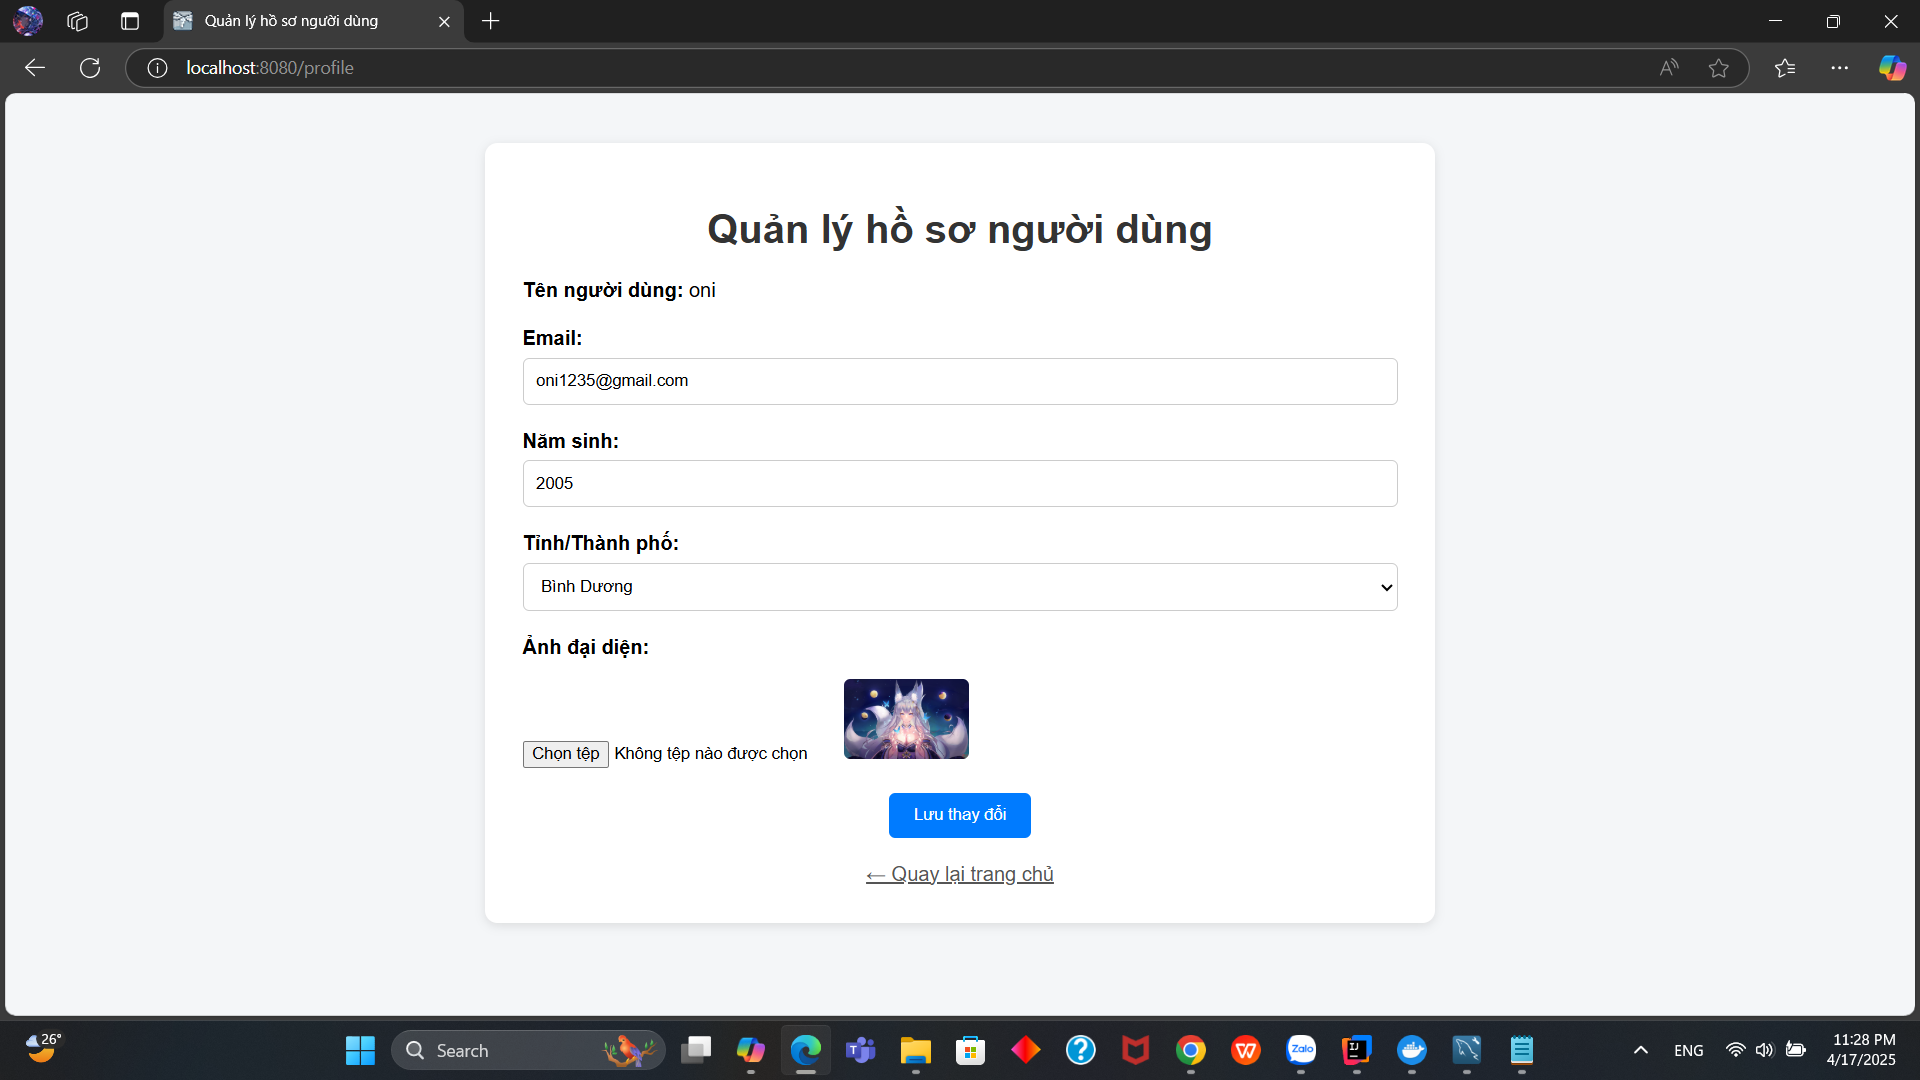 Quản lý hồ sơ người dùng
localhost:8080/profile
Quản lý hồ sơ người dùng
Tên người dùng: oni
Email:
oni1235@gmail.com
Năm sinh:
2005
Tỉnh/Thành phố:
Bình Dương
Ảnh đại diện:
Chọn tệp Không tệp nào được chọn
Lưu thay đổi
← Quay lại trang chủ
26°
Search
Zalo
ENG
11:28 PM
4/17/2025